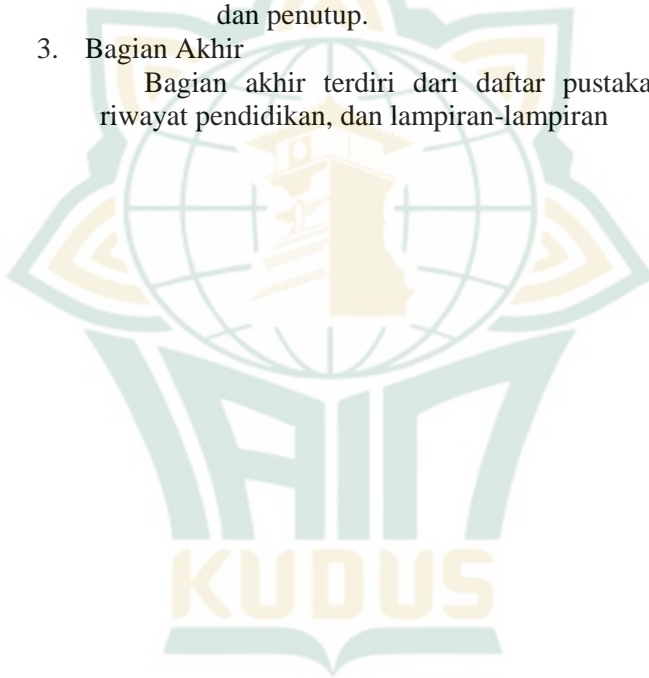 dan penutup.
3. Bagian Akhir
Bagian akhir terdiri dari daftar pustaka
riwayat pendidikan, dan lampiran-lampiran
IAIN
KUDUS